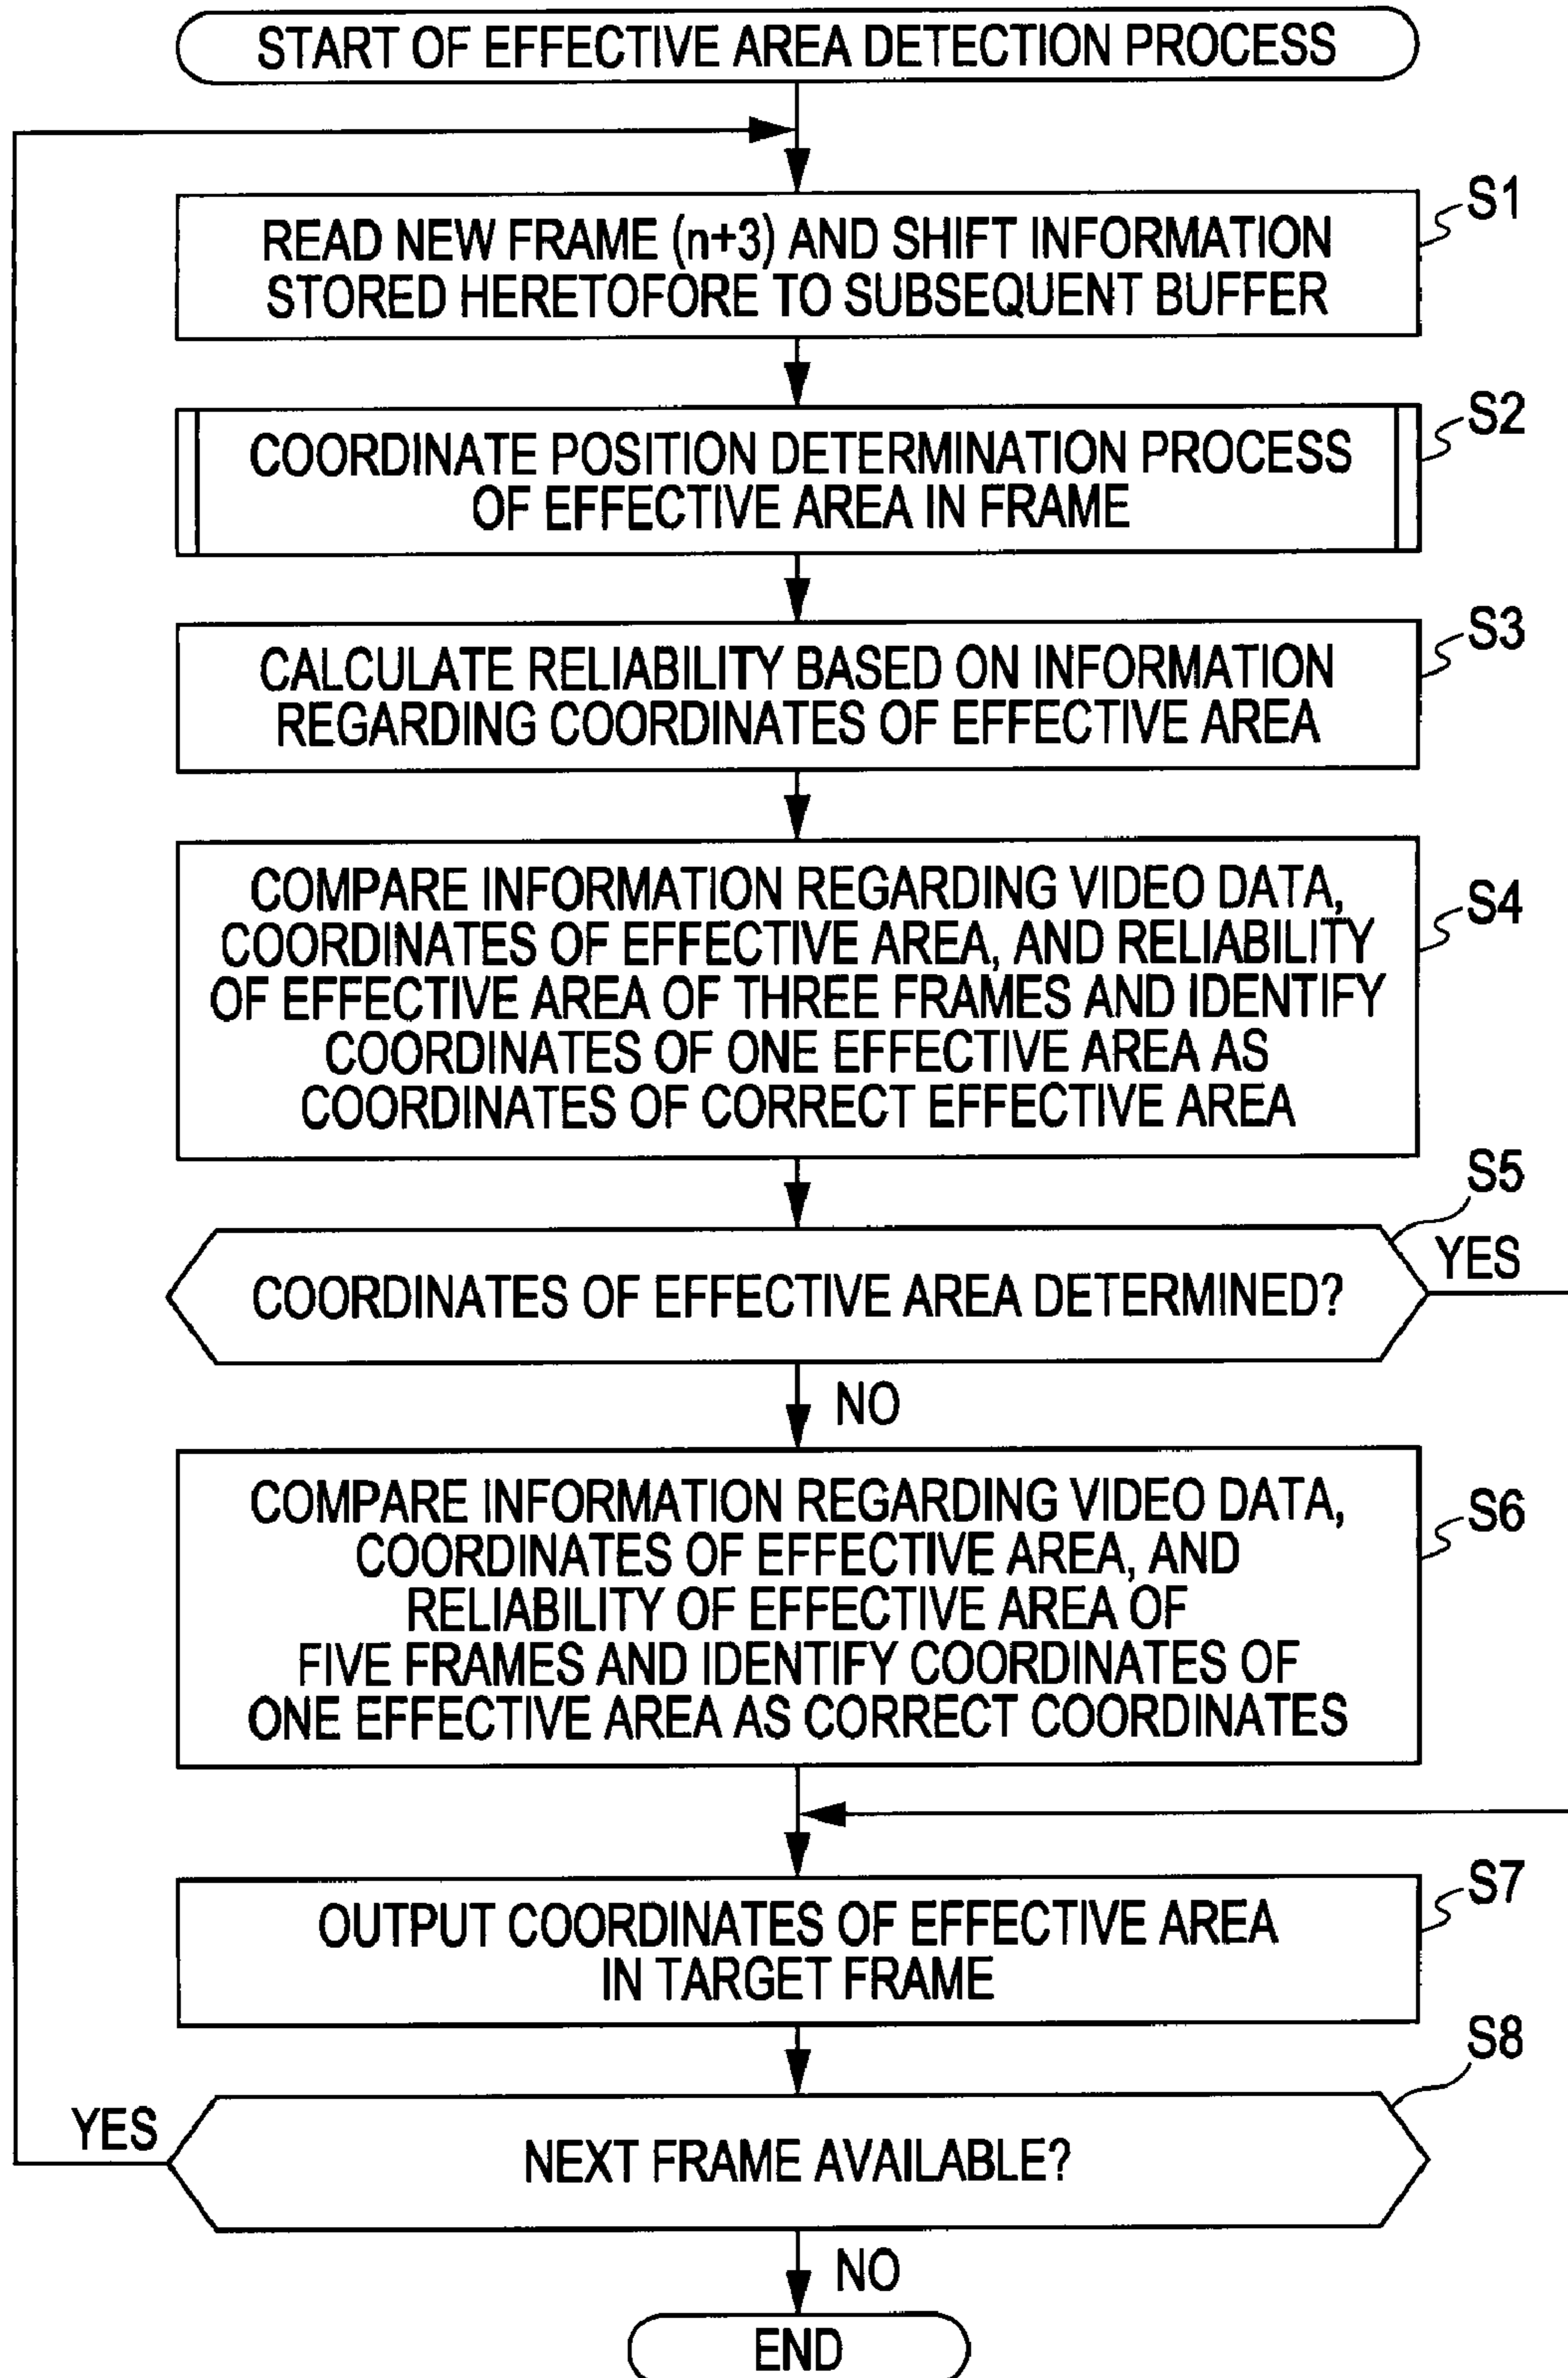 START OF EFFECTIVE AREA DETECTION PROCESS
S1
READ NEW FRAME (n+3) AND SHIFT INFORMATION
STORED HERETOFORE TO SUBSEQUENT BUFFER
S2
COORDINATE POSITION DETERMINATION PROCESS
OF EFFECTIVE AREA IN FRAME
S3
CALCULATE RELIABILITY BASED ON INFORMATION
REGARDING COORDINATES OF EFFECTIVE AREA
S4
COMPARE INFORMATION REGARDING VIDEO DATA,
COORDINATES OF EFFECTIVE AREA, AND RELIABILITY
OF EFFECTIVE AREA OF THREE FRAMES AND IDENTIFY
COORDINATES OF ONE EFFECTIVE AREA AS
COORDINATES OF CORRECT EFFECTIVE AREA
S5
YES
COORDINATES OF EFFECTIVE AREA DETERMINED?
NO
S6
COMPARE INFORMATION REGARDING VIDEO DATA,
COORDINATES OF EFFECTIVE AREA, AND
RELIABILITY OF EFFECTIVE AREA OF
FIVE FRAMES AND IDENTIFY COORDINATES OF
ONE EFFECTIVE AREA AS CORRECT COORDINATES
S7
OUTPUT COORDINATES OF EFFECTIVE AREA
IN TARGET FRAME
S8
YES
NEXT FRAME AVAILABLE?
NO
END